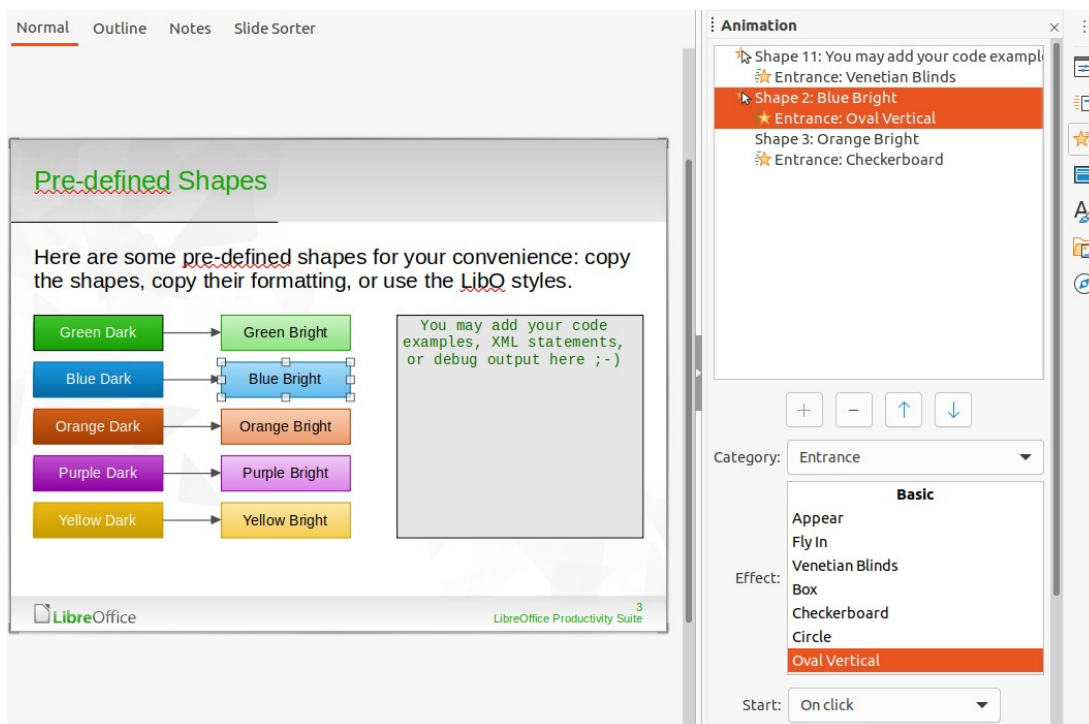 Normal Outline Notes Slide Sorter
Pre-defined Shapes
Here are some pre-defined shapes for your convenience: copy
the shapes, copy their formatting, or use the LibO styles.
Green Dark
Green Bright
Blue Dark
Blue Bright
Orange Dark
Orange Bright
Purple Dark
Purple Bright
Yellow Dark
Yellow Bright
You may add your code
examples, XML statements,
or debug output here ;-)
LibreOffice
3
LibreOffice Productivity Suite
Animation
Shape 11: You may add your code exampl
Entrance: Venetian Blinds
Shape 2: Blue Bright
Entrance: Oval Vertical
Shape 3: Orange Bright
Entrance: Checkerboard
Category: Entrance
Effect:
Basic
Appear
Fly In
Venetian Blinds
Box
Checkerboard
Circle
Oval Vertical
Start: On click